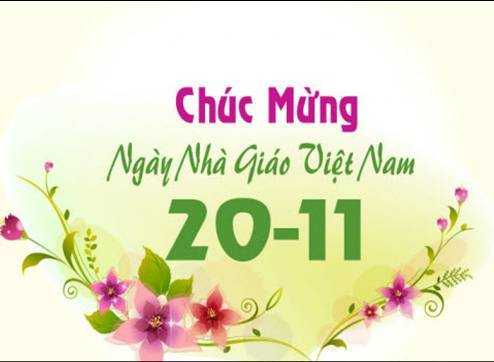 Chúc Mừng
Ngày Nhà Giáo Việt Nam
20-11